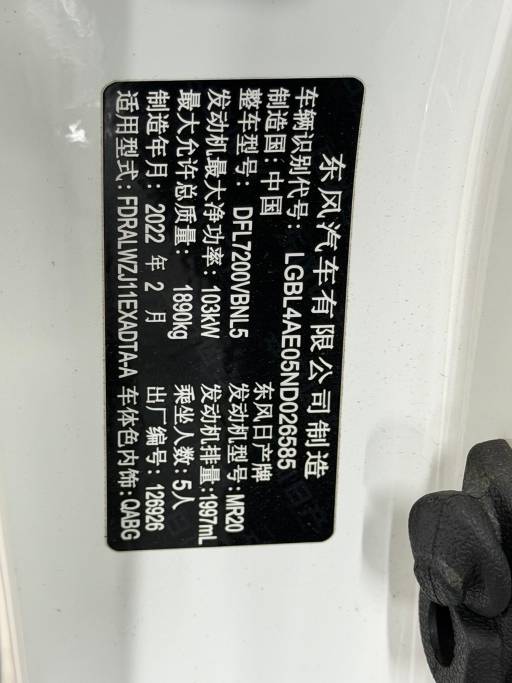 东风汽车有限公司制造
车辆识别代号: LGBL4AE05ND026585
制造国: 中国 东风日产牌
整车型号: DFL7200VBNL5 发动机型号: MR20
发动机最大净功率: 103kW 发动机排量: 1997mL
最大允许总质量: 1890kg 乘坐人数: 5人
制造年月: 2022 年 2 月 出厂编号: 126926
适用型式: FDRALWZJ11EXADTA-A 车体色内饰: QABG